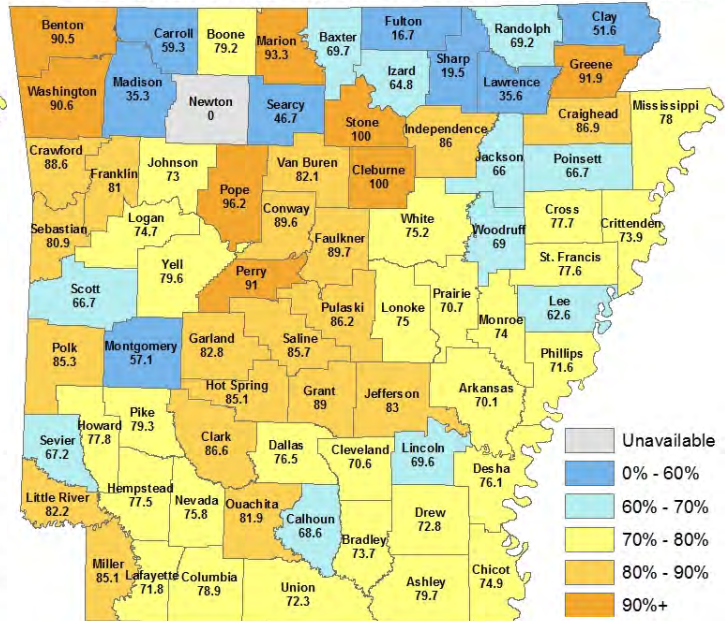 Benton
90.5
Carroll
59.3
Boone
79.2
Marion
93.3
Baxter
69.7
Fulton
16.7
Randolph
69.2
Clay
51.6
Washington
90.6
Madison
35.3
Newton
0
Searcy
46.7
Izard
64.8
Sharp
19.5
Lawrence
35.6
Greene
91.9
Stone
100
Independence
86
Craighead
86.9
Mississippi
78
Crawford
88.6
Franklin
81
Johnson
73
Pope
96.2
Van Buren
82.1
Cleburne
100
Jackson
66
Poinsett
66.7
Sebastian
80.9
Logan
74.7
Conway
89.6
Faulkner
89.7
White
75.2
Woodruff
69
Cross
77.7
Crittenden
73.9
Scott
66.7
Yell
79.6
Perry
91
Pulaski
86.2
Lonoke
75
Prairie
70.7
Monroe
74
St. Francis
77.6
Lee
62.6
Polk
85.3
Montgomery
57.1
Garland
82.8
Saline
85.7
Phillips
71.6
Hot Spring
85.1
Grant
89
Jefferson
83
Arkansas
70.1
Sevier
67.2
Howard
77.8
Pike
79.3
Clark
86.6
Dallas
76.5
Cleveland
70.6
Lincoln
69.6
Desha
76.1
Little River
82.2
Hempstead
77.5
Nevada
75.8
Ouachita
81.9
Calhoun
68.6
Bradley
73.7
Drew
72.8
Miller
85.1
Lafayette
71.8
Columbia
78.9
Union
72.3
Ashley
79.7
Chicot
74.9
Unavailable
0% - 60%
60% - 70%
70% - 80%
80% - 90%
90%+